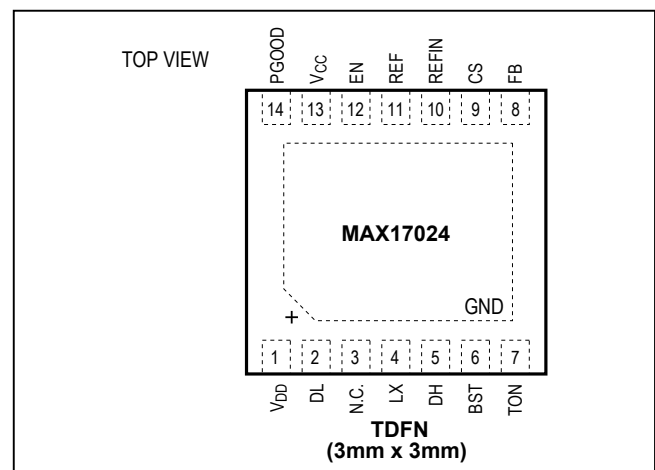 TOP VIEW
PGOOD VCC EN REF REFIN CS FB
14 13 12 11 10 9 8
MAX17024
GND
+
1 2 3 4 5 6 7
VDD DL N.C. LX DH BST TON
TDFN
(3mm x 3mm)